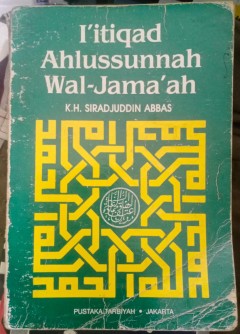 I'itiqad
Ahlussunnah
Wal-Jama'ah
K.H. SIRADJUDDIN ABBAS
PUSTAKA TARBIYAH • JAKARTA